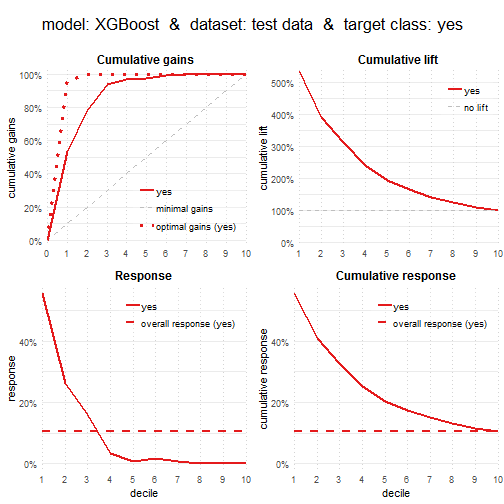 model: XGBoost & dataset: test data & target class: yes
Cumulative gains
cumulative gains
100%
80%
60%
40%
20%
0%
yes
minimal gains
optimal gains (yes)
0 1 2 3 4 5 6 7 8 9 10
Cumulative lift
cumulative lift
500%
400%
300%
200%
100%
0%
yes
no lift
1 2 3 4 5 6 7 8 9 10
Response
response
40%
20%
0%
yes
overall response (yes)
1 2 3 4 5 6 7 8 9 10
decile
Cumulative response
cumulative response
40%
20%
0%
yes
overall response (yes)
1 2 3 4 5 6 7 8 9 10
decile